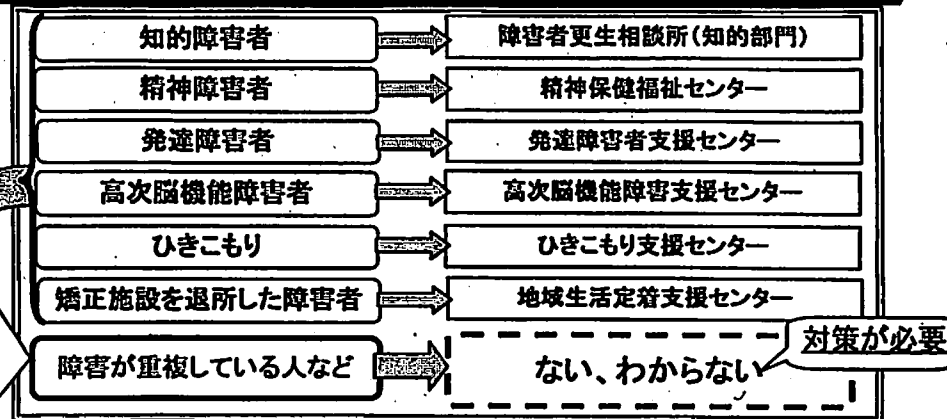 知的障害者 障害者更生相談所(知的部門)
精神障害者 精神保健福祉センター
発達障害者 発達障害者支援センター
高次脳機能障害者 高次脳機能障害支援センター
ひきこもり ひきこもり支援センター
矯正施設を退所した障害者 地域生活定着支援センター
障害が重複している人など ない、わからない
対策が必要